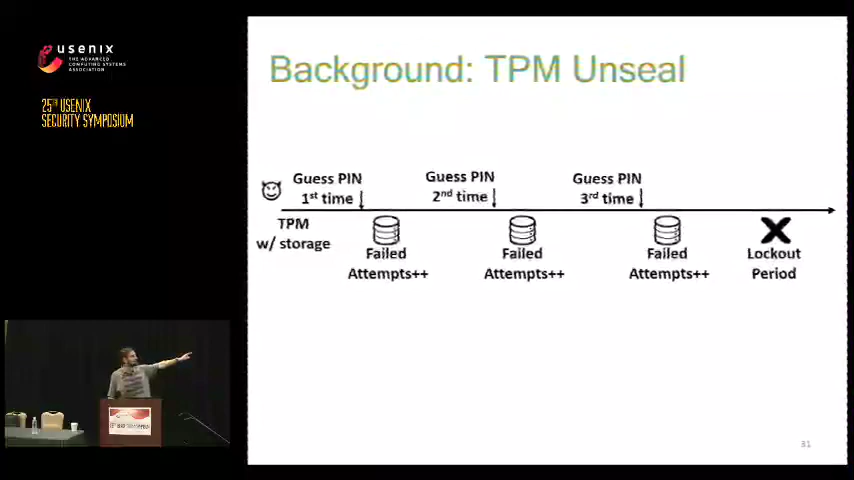 usenix
THE ADVANCED
COMPUTING SYSTEMS
ASSOCIATION
25TH USENIX
SECURITY SYMPOSIUM
Background: TPM Unseal
Guess PIN
1st time
Guess PIN
2nd time
Guess PIN
3rd time
TPM
w/ storage
Failed
Attempts++
Failed
Attempts++
Failed
Attempts++
Lockout
Period
31